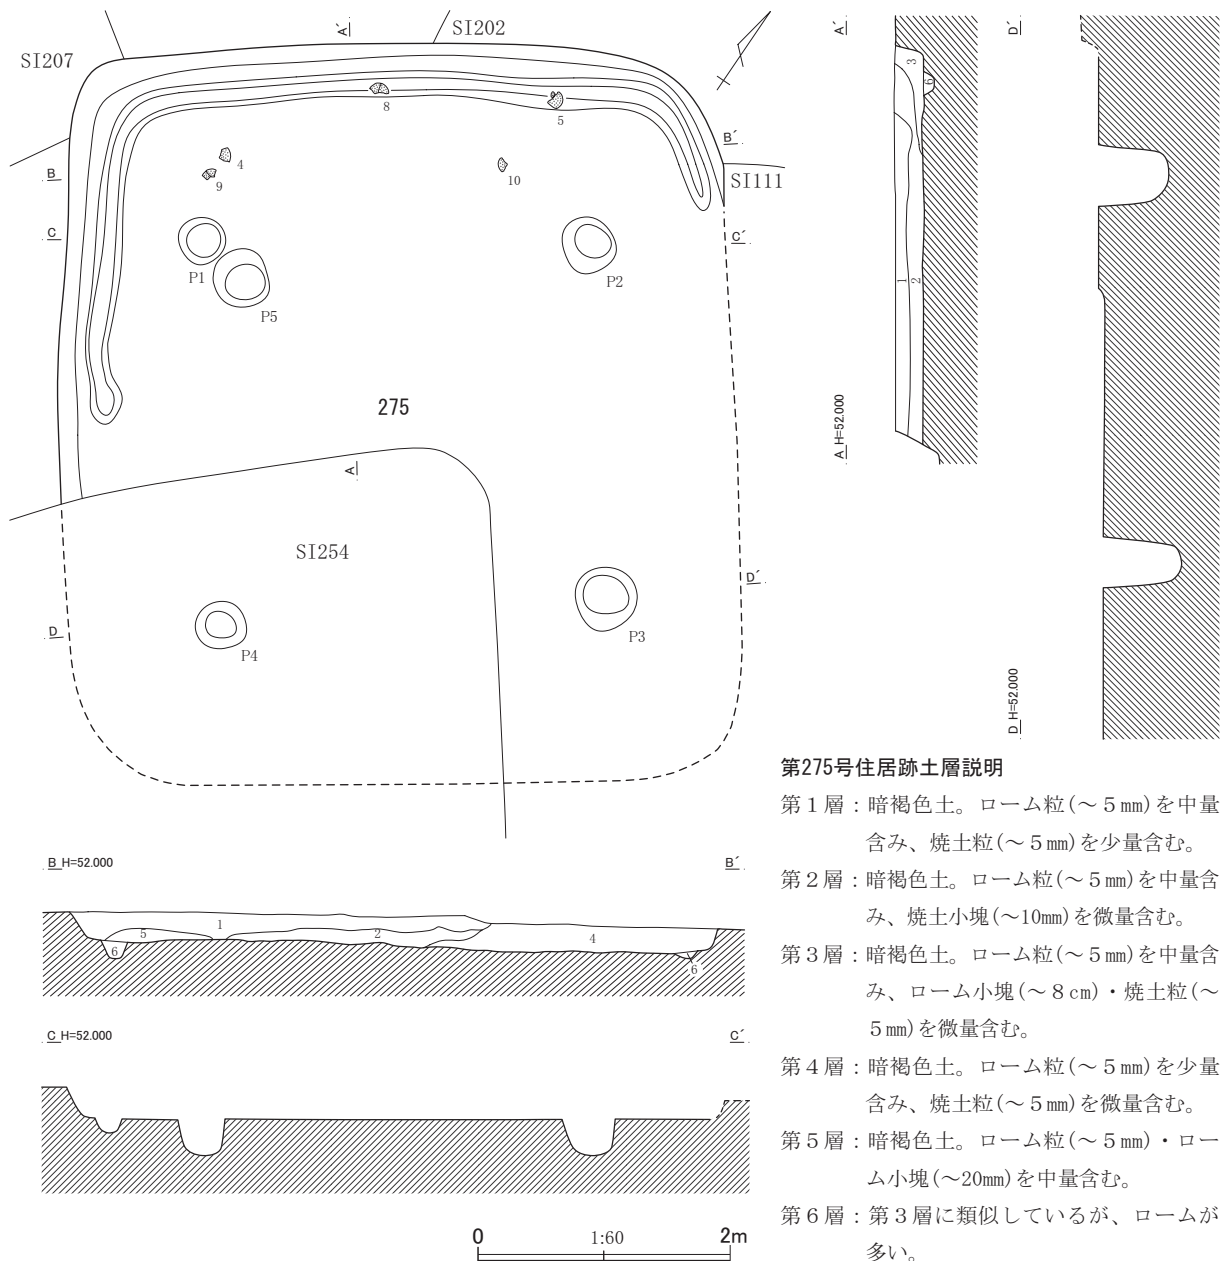 A´
SI202
SI207
8
5
B´
4
9
10
B
SI111
C
C´
P1
P2
P5
275
A
SI254
D´
D
P4
P3
A´
3
6
1
2
A H=52.000
D´
D H=52.000
第275号住居跡土層説明
第１層：暗褐色土。ローム粒(～５㎜)を中量
含み、焼土粒(～５㎜)を少量含む。
第２層：暗褐色土。ローム粒(～５㎜)を中量含
み、焼土小塊(～10㎜)を微量含む。
第３層：暗褐色土。ローム粒(～５㎜)を中量含
み、ローム小塊(～８㎝)・焼土粒(～
５㎜)を微量含む。
第４層：暗褐色土。ローム粒(～５㎜)を少量
含み、焼土粒(～５㎜)を微量含む。
第５層：暗褐色土。ローム粒(～５㎜)・ロー
ム小塊(～20㎜)を中量含む。
第６層：第３層に類似しているが、ロームが
多い。
B H=52.000
B´
1
5
2
4
6
6
C H=52.000
C´
0
1:60
2m